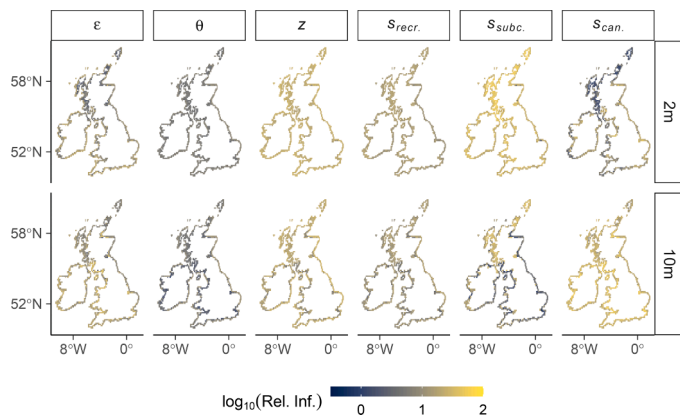 ε θ z s_recr. s_subc. s_can.
58°N
52°N
2m
58°N
52°N
10m
8°W 0° 8°W 0° 8°W 0° 8°W 0° 8°W 0° 8°W 0°
log₁₀(Rel. Inf.)
0 1 2